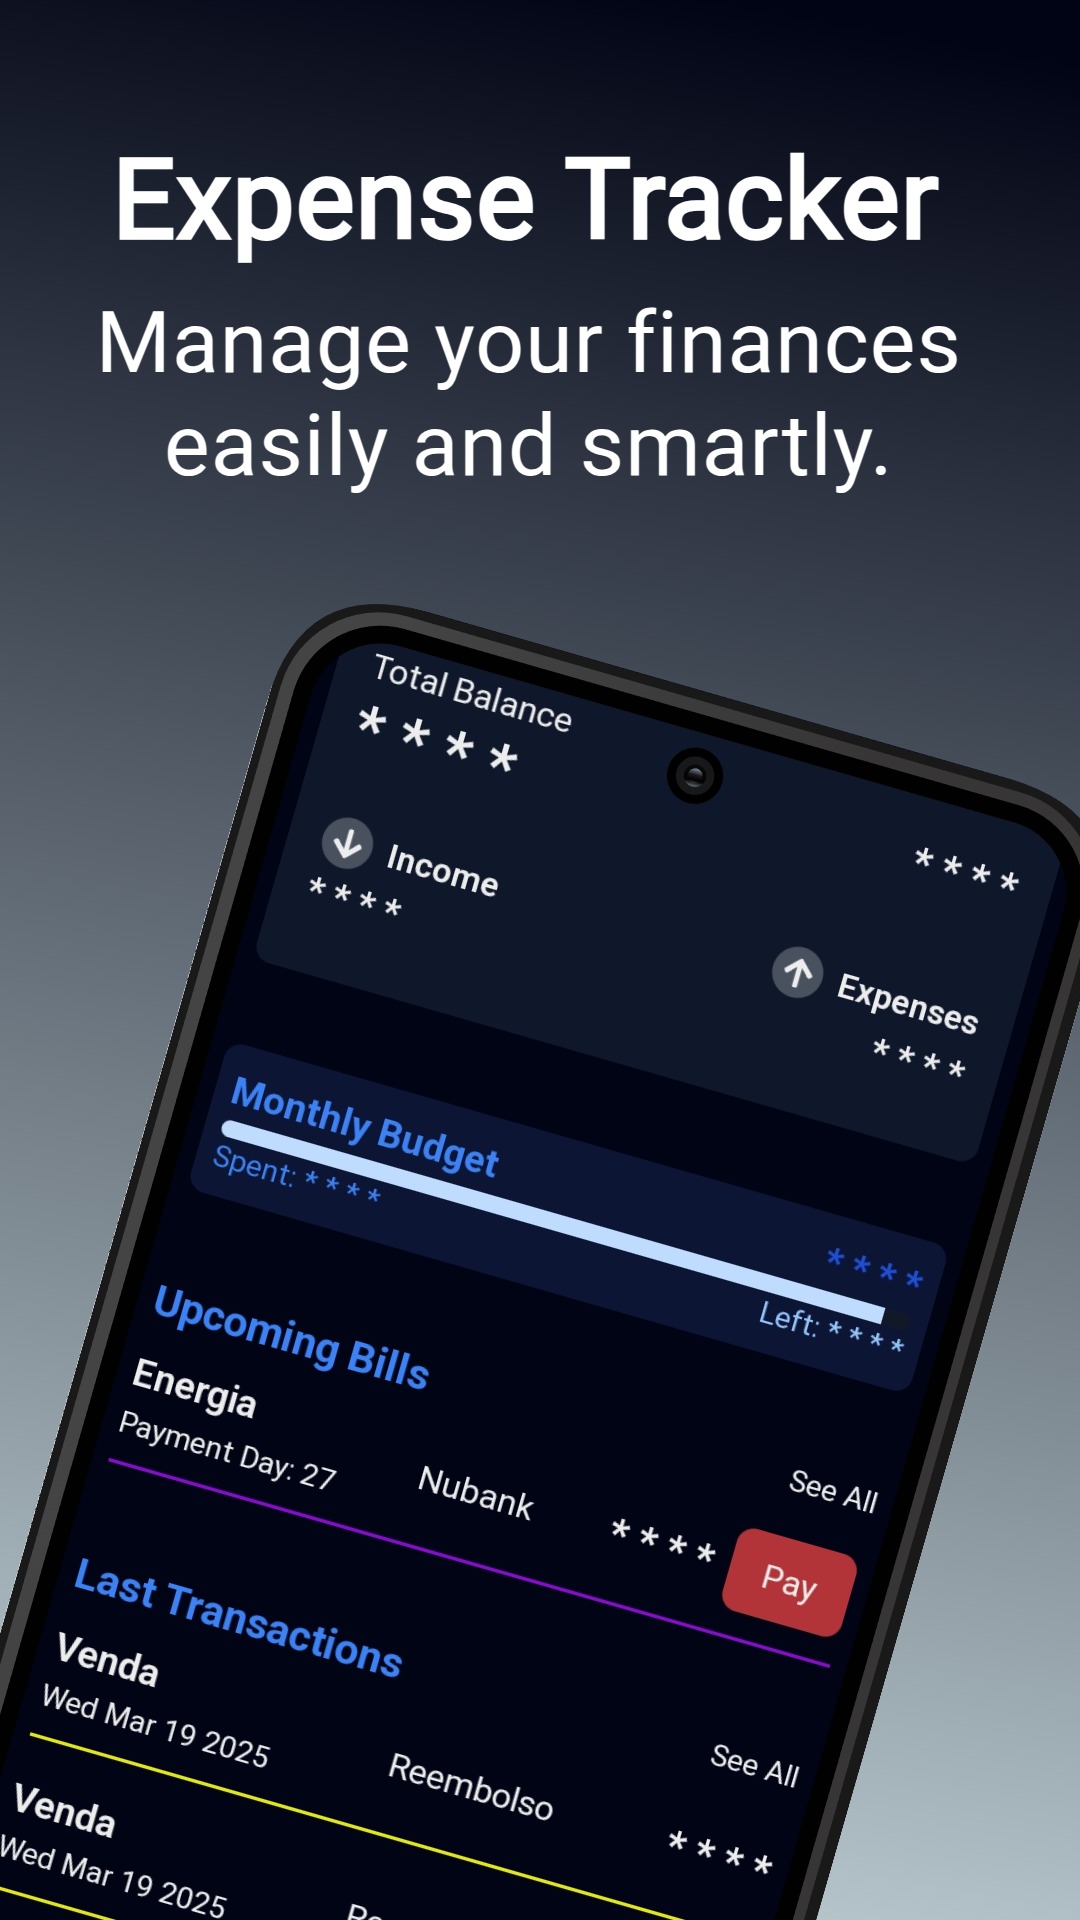 Expense Tracker
Manage your finances
easily and smartly.
Total Balance
* * * *
* * * *
Income
* * * *
Expenses
* * * *
Monthly Budget
* * * *
Spent: * * * *
Left: * * * *
Upcoming Bills
See All
Energia
Payment Day: 27
Nubank
* * * *
Pay
Last Transactions
See All
Venda
Wed Mar 19 2025
Reembolso
* * * *
Venda
Wed Mar 19 2025